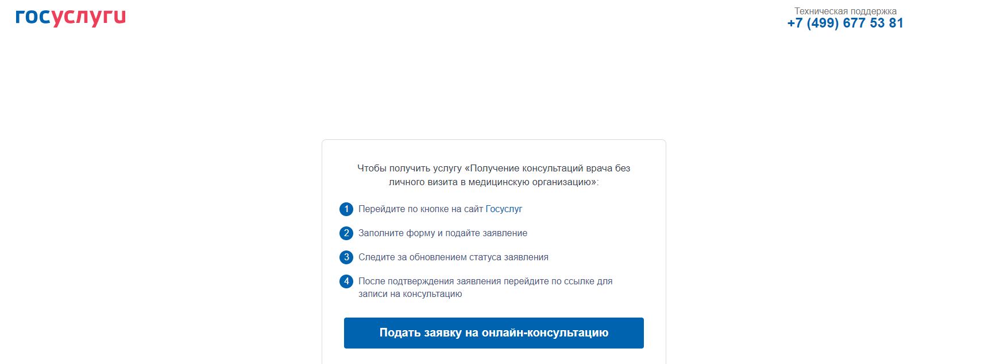 госуслуги
Техническая поддержка
+7 (499) 677 53 81
Чтобы получить услугу «Получение консультаций врача без
личного визита в медицинскую организацию»:
1 Перейдите по кнопке на сайт Госуслуг
2 Заполните форму и подайте заявление
3 Следите за обновлением статуса заявления
4 После подтверждения заявления перейдите по ссылке для
записи на консультацию
Подать заявку на онлайн-консультацию